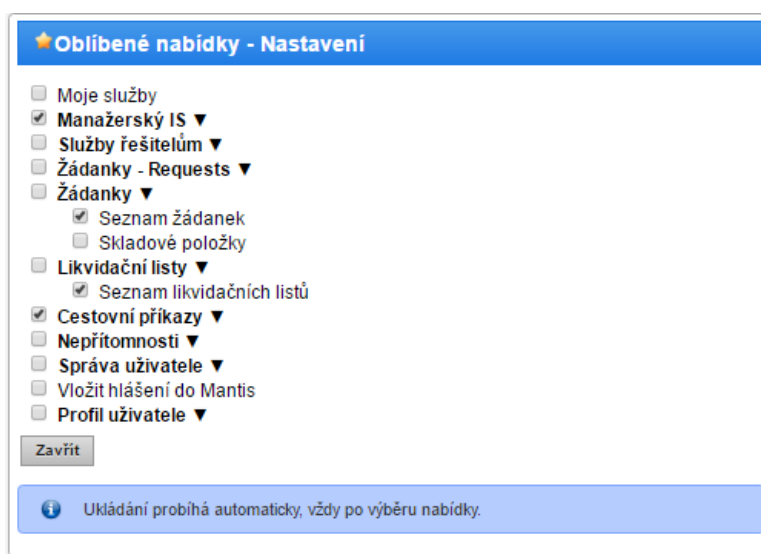 Oblíbené nabídky - Nastavení
Moje služby
Manažerský IS ▼
Služby řešitelům ▼
Žádanky - Requests ▼
Žádanky ▼
Seznam žádanek
Skladové položky
Likvidační listy ▼
Seznam likvidačních listů
Cestovní příkazy ▼
Nepřítomnosti ▼
Správa uživatele ▼
Vložit hlášení do Mantis
Profil uživatele ▼
Zavřít
Ukládání probíhá automaticky, vždy po výběru nabídky.